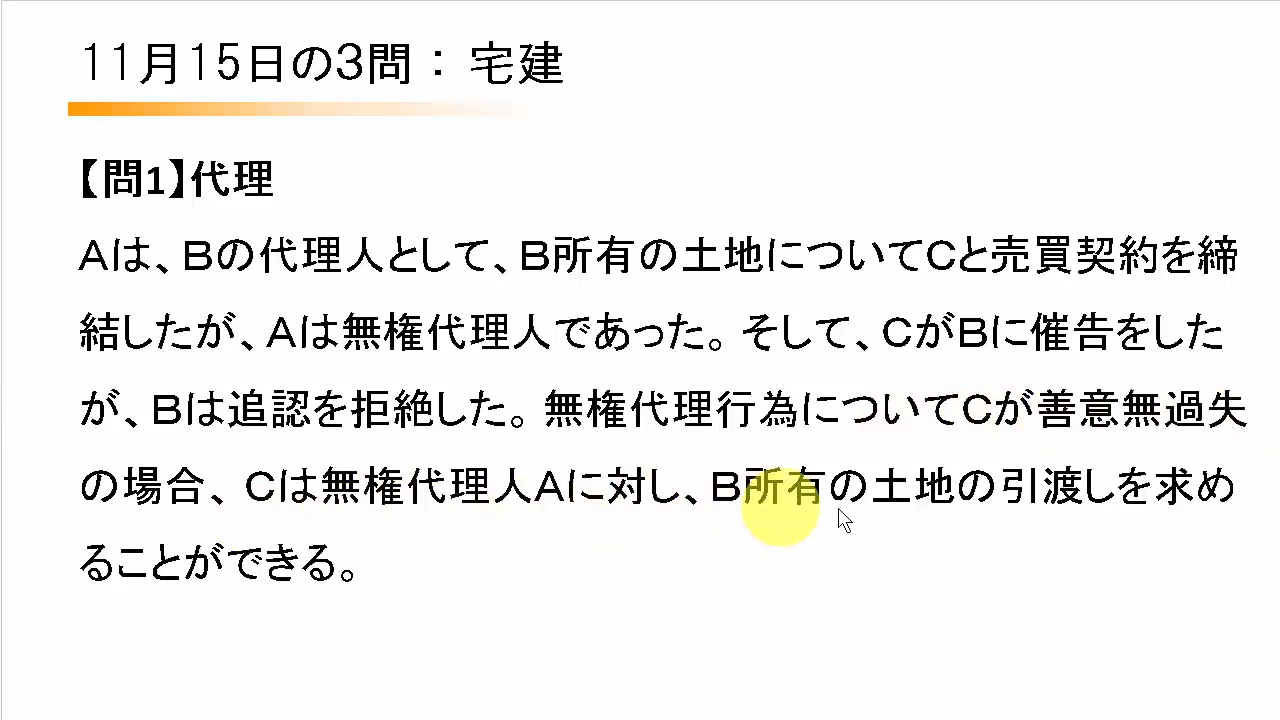 11月15日の3問：宅建
【問1】代理
Ａは、Ｂの代理人として、Ｂ所有の土地についてＣと売買契約を締
結したが、Ａは無権代理人であった。そして、ＣがＢに催告をした
が、Ｂは追認を拒絶した。無権代理行為についてＣが善意無過失
の場合、Ｃは無権代理人Ａに対し、Ｂ所有の土地の引渡しを求め
ることができる。